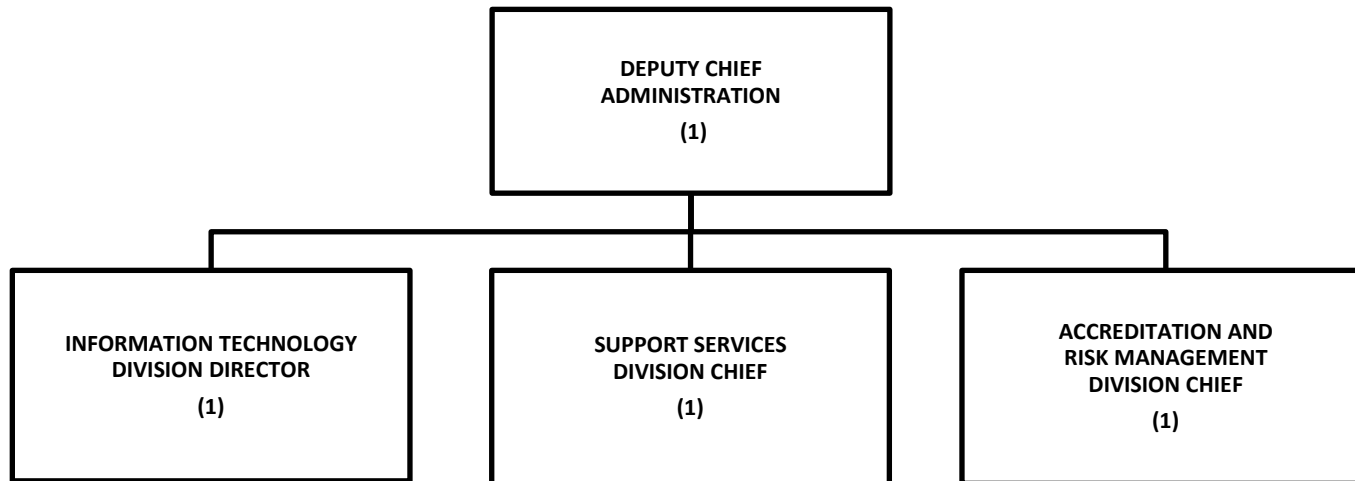 DEPUTY CHIEF
ADMINISTRATION
(1)
INFORMATION TECHNOLOGY
DIVISION DIRECTOR
(1)
SUPPORT SERVICES
DIVISION CHIEF
(1)
ACCREDITATION AND
RISK MANAGEMENT
DIVISION CHIEF
(1)